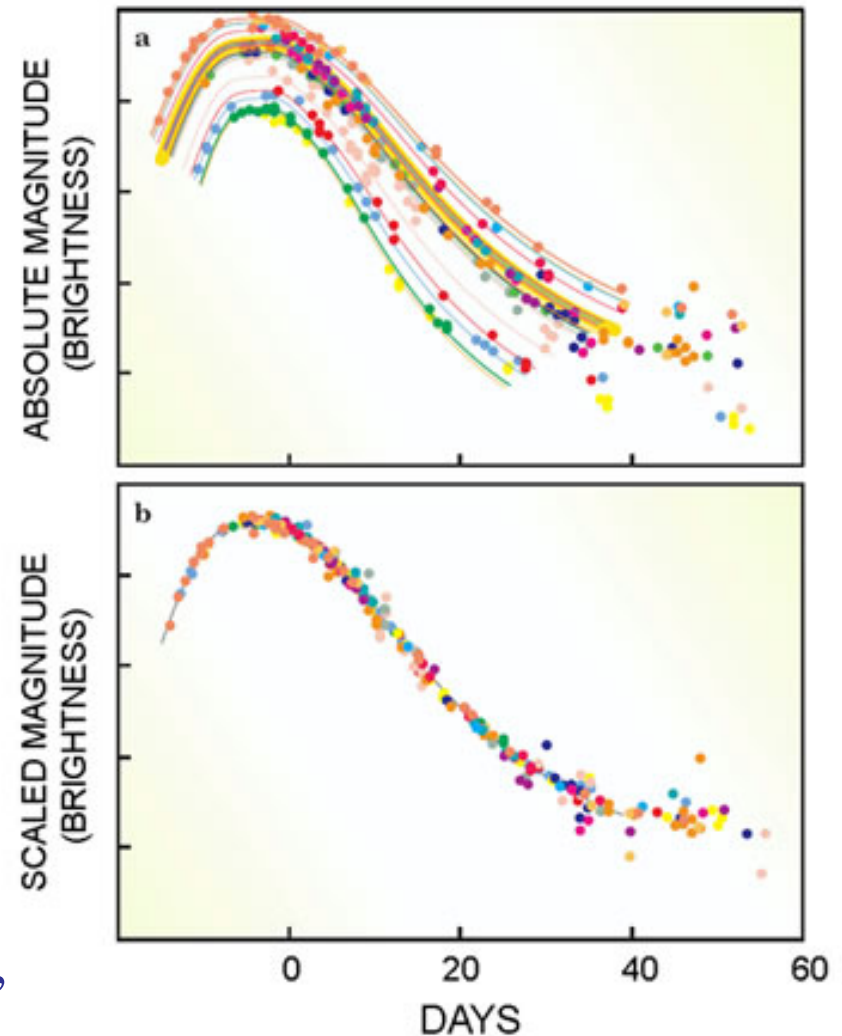 a
ABSOLUTE MAGNITUDE
(BRIGHTNESS)
b
SCALED MAGNITUDE
(BRIGHTNESS)
0 20 40 60
DAYS
,